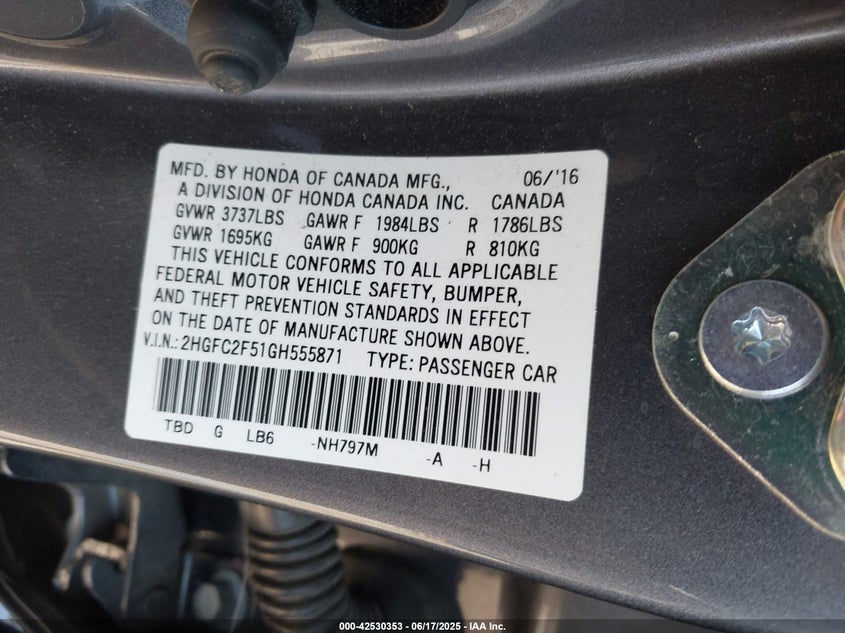 MFD. BY HONDA OF CANADA MFG., 06/'16
A DIVISION OF HONDA CANADA INC. CANADA
GVWR 3737LBS GAWR F 1984LBS R 1786LBS
GVWR 1695KG GAWR F 900KG R 810KG
THIS VEHICLE CONFORMS TO ALL APPLICABLE
FEDERAL MOTOR VEHICLE SAFETY, BUMPER,
AND THEFT PREVENTION STANDARDS IN EFFECT
ON THE DATE OF MANUFACTURE SHOWN ABOVE.
V.I.N.: 2HGFC2F51GH555871 TYPE: PASSENGER CAR
TBD G LB6 -NH797M -A -H
000-42530353 - 06/17/2025 - IAA Inc.